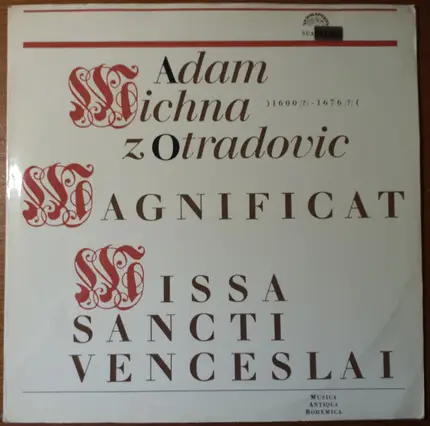 Adam
Michna )1600/?/-1676/?/(
z Otradovic
MAGNIFICAT
MISSA
SANCTI
VENCESLAI
MUSICA
ANTIQUA
BOHEMICA